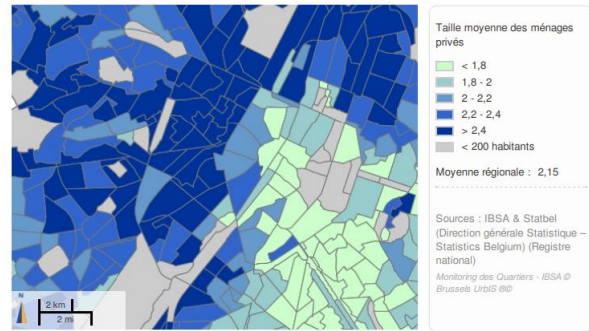 Taille moyenne des ménages
privés
< 1,8
1,8 - 2
2 - 2,2
2,2 - 2,4
> 2,4
< 200 habitants
Moyenne régionale : 2,15
Sources : IBSA & Statbel
(Direction générale Statistique –
Statistics Belgium) (Registre
national)
Monitoring des Quartiers - IBSA ©
Brussels UrbIS ®©
N
2 km
2 mi